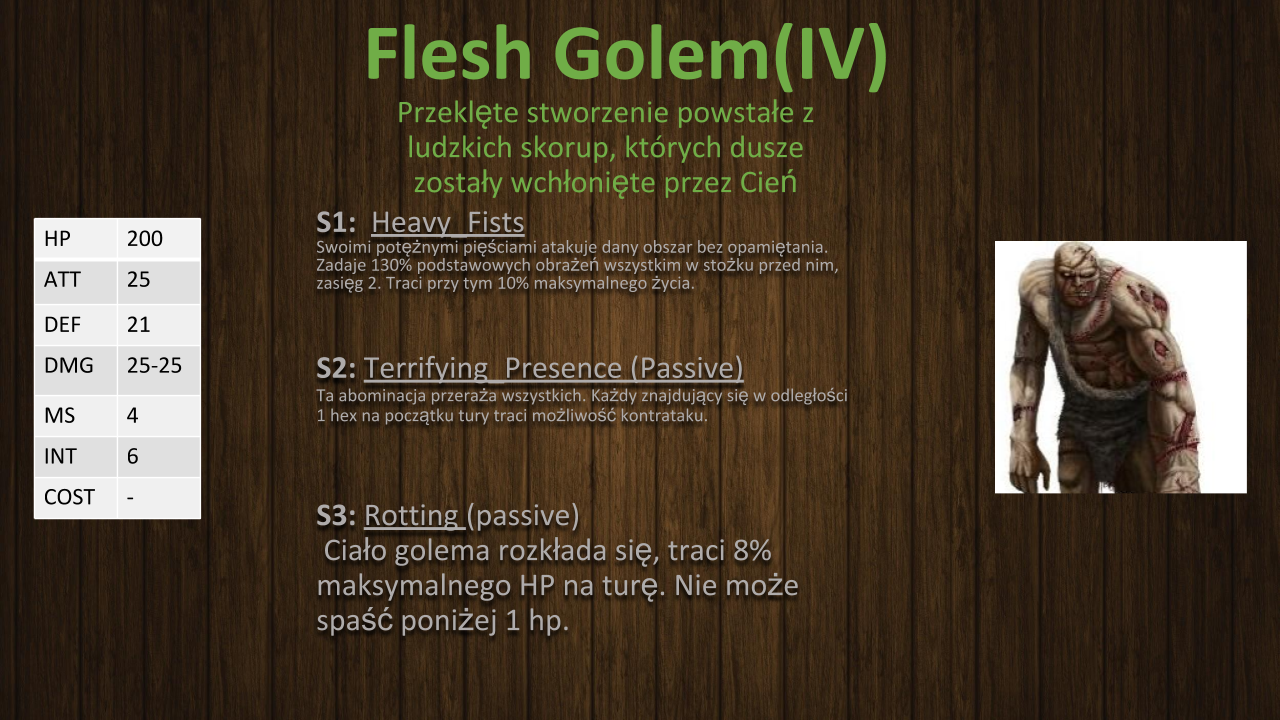 Flesh Golem(IV)
Przeklęte stworzenie powstałe z
ludzkich skorup, których dusze
zostały wchłonięte przez Cień
HP 200
ATT 25
DEF 21
DMG 25-25
MS 4
INT 6
COST -
S1: Heavy_Fists
Swoimi potężnymi pięściami atakuje dany obszar bez opamiętania.
Zadaje 130% podstawowych obrażeń wszystkim w stożku przed nim,
zasięg 2. Traci przy tym 10% maksymalnego życia.
S2: Terrifying_Presence (Passive)
Ta abominacja przeraża wszystkich. Każdy znajdujący się w odległości
1 hex na początku tury traci możliwość kontrataku.
S3: Rotting (passive)
Ciało golema rozkłada się, traci 8%
maksymalnego HP na turę. Nie może
spaść poniżej 1 hp.